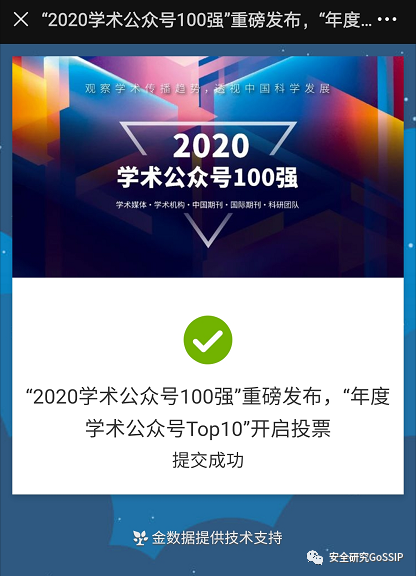 “2020学术公众号100强”重磅发布，“年度...
观察学术传播趋势，透视中国科学发展
2020
学术公众号100强
学术媒体·学术机构·中国期刊·国际期刊·科研团队
“2020学术公众号100强”重磅发布，“年度
学术公众号Top10”开启投票
提交成功
金数据提供技术支持
安全研究GoSSIP